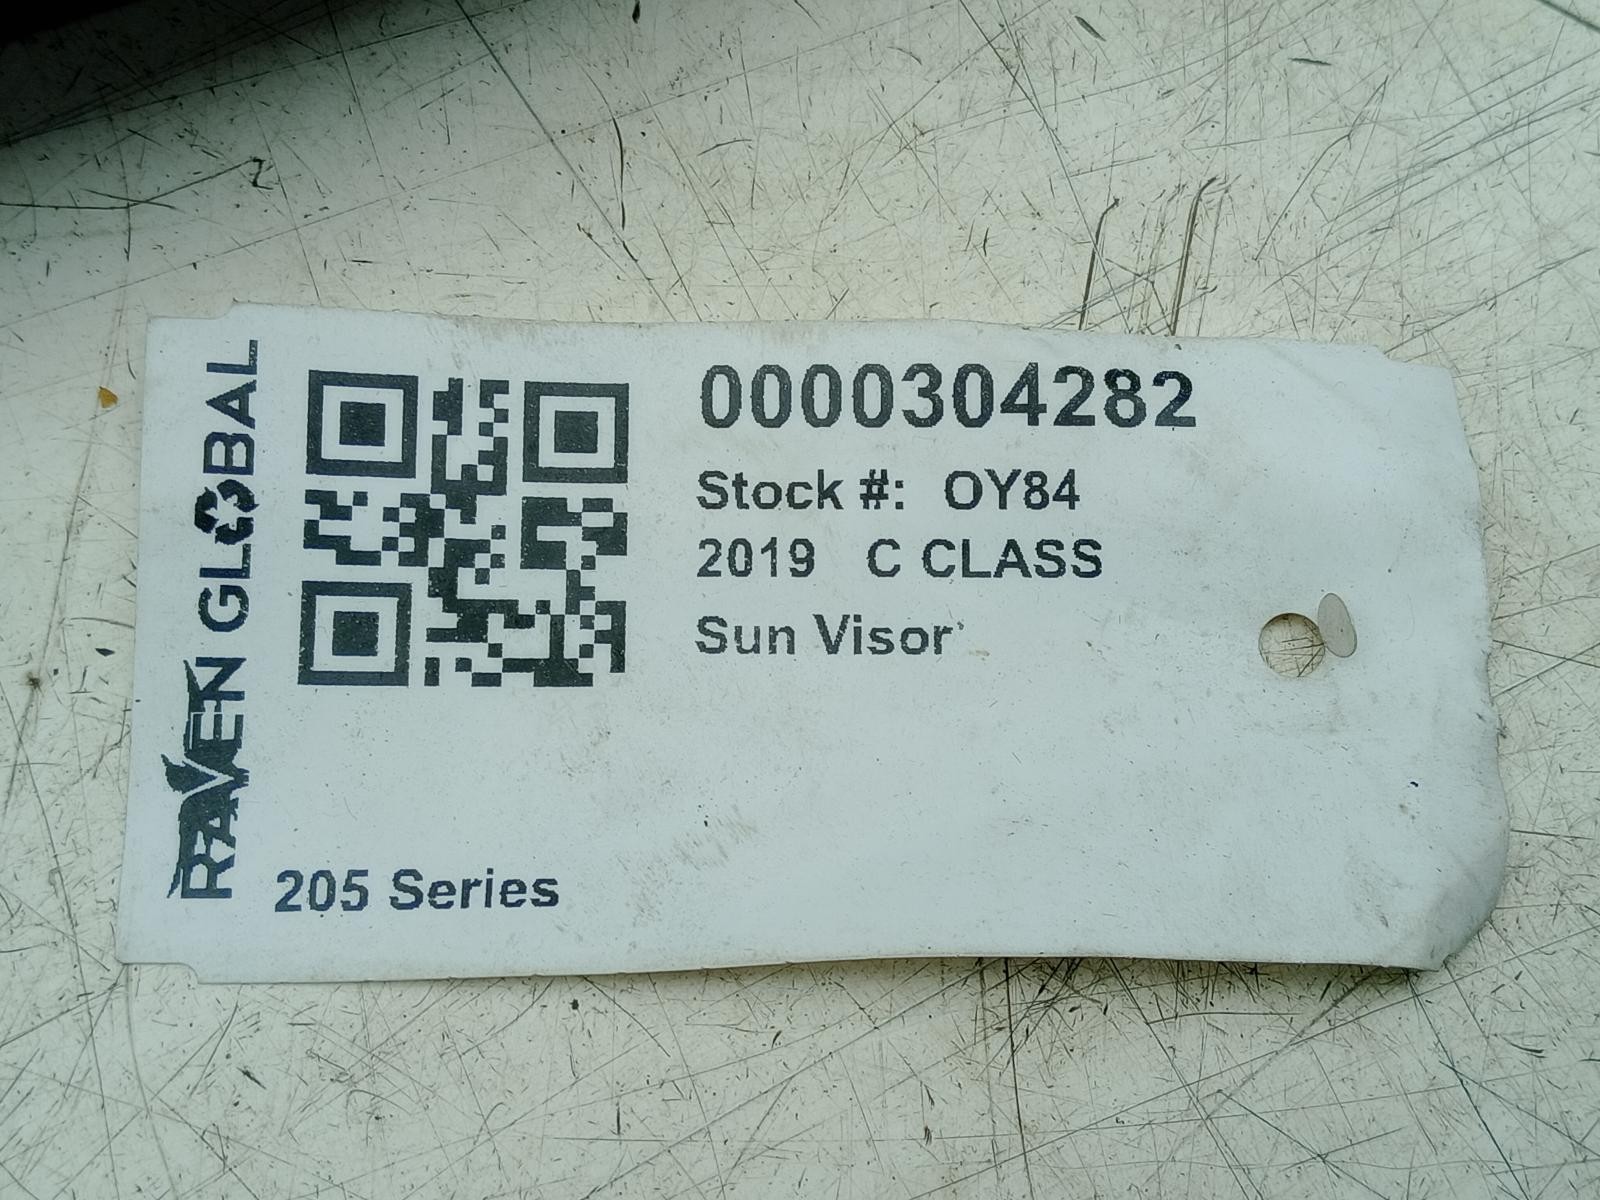 RAVEN GLOBAL
0000304282
Stock #: OY84
2019 C CLASS
Sun Visor
205 Series